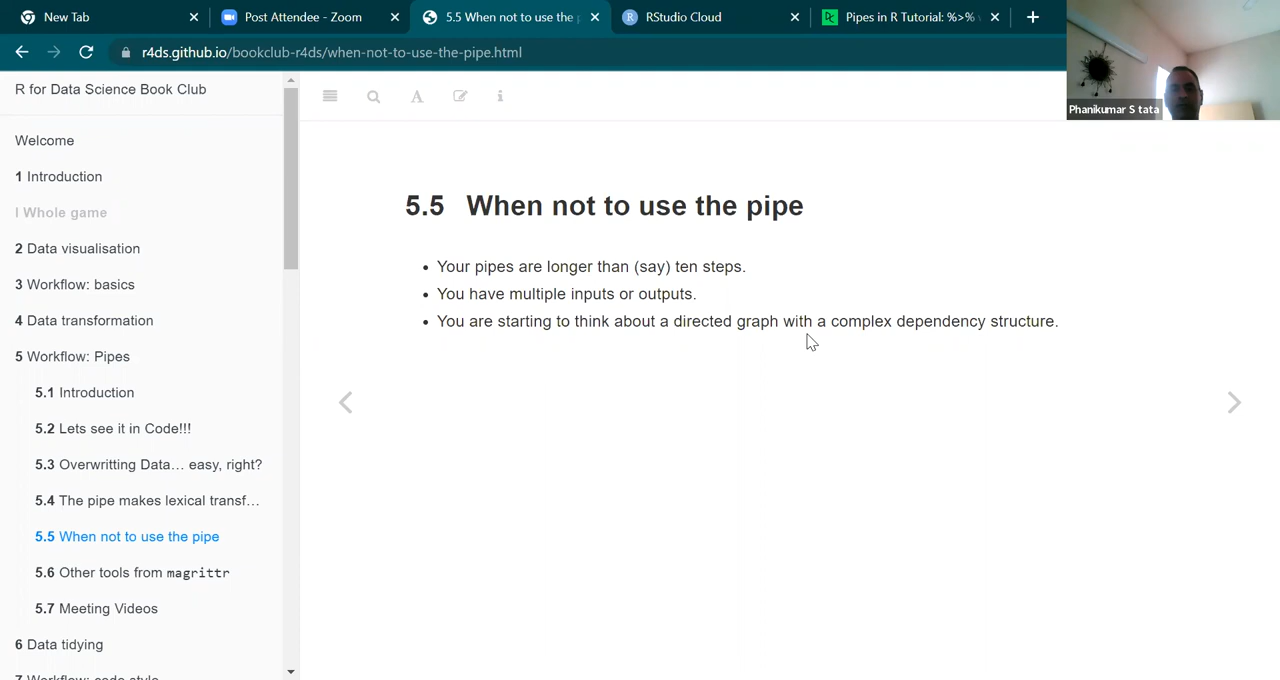 New Tab
Post Attendee - Zoom
5.5 When not to use the p
RStudio Cloud
Pipes in R Tutorial: %>%
r4ds.github.io/bookclub-r4ds/when-not-to-use-the-pipe.html
Phanikumar S tata
R for Data Science Book Club
Welcome
1 Introduction
I Whole game
2 Data visualisation
3 Workflow: basics
4 Data transformation
5 Workflow: Pipes
5.1 Introduction
5.2 Lets see it in Code!!!
5.3 Overwritting Data… easy, right?
5.4 The pipe makes lexical transf…
5.5 When not to use the pipe
5.6 Other tools from magrittr
5.7 Meeting Videos
6 Data tidying
7 Workflow: code style
5.5 When not to use the pipe
• Your pipes are longer than (say) ten steps.
• You have multiple inputs or outputs.
• You are starting to think about a directed graph with a complex dependency structure.